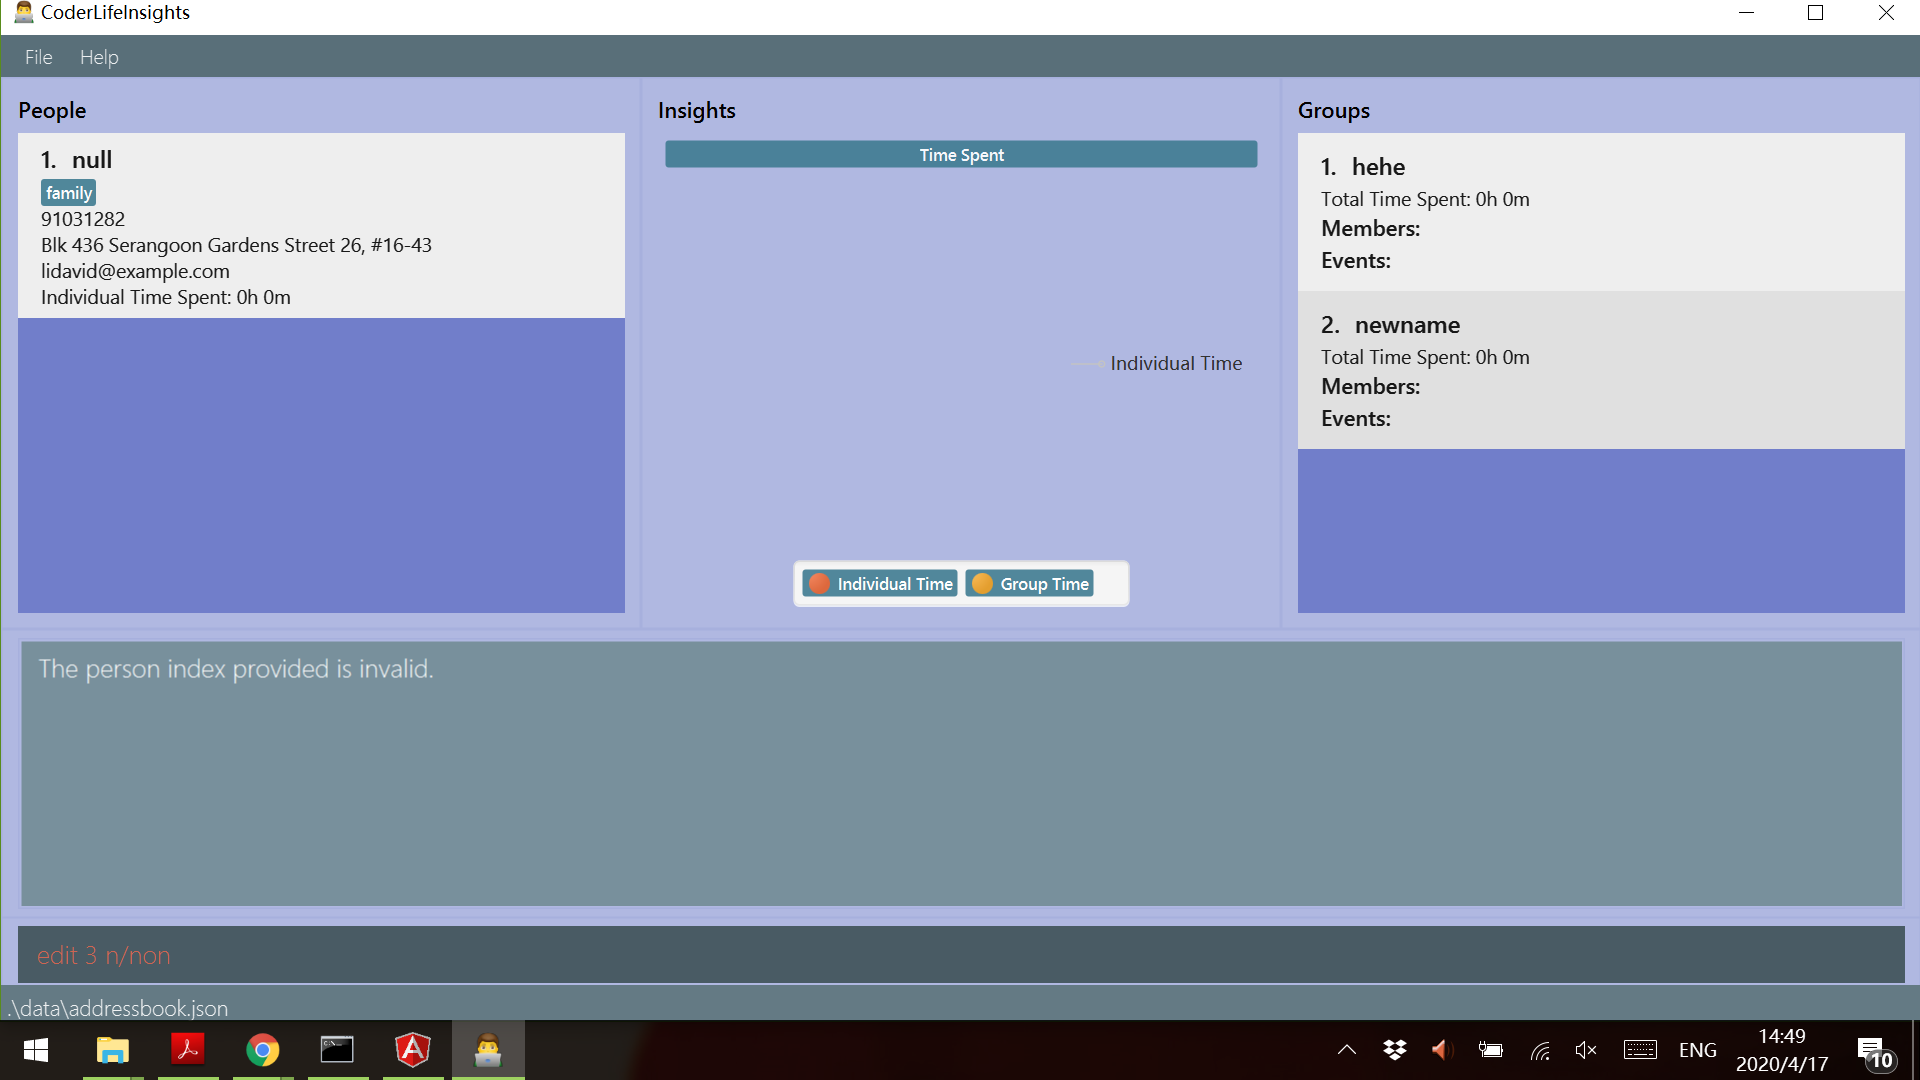 CoderLifeInsights
File Help
People
1. null
family
91031282
Blk 436 Serangoon Gardens Street 26, #16-43
lidavid@example.com
Individual Time Spent: 0h 0m
Insights
Time Spent
Individual Time
Individual Time Group Time
Groups
1. hehe
Total Time Spent: 0h 0m
Members:
Events:
2. newname
Total Time Spent: 0h 0m
Members:
Events:
The person index provided is invalid.
edit 3 n/non
.\data\addressbook.json
ENG
14:49
2020/4/17
10